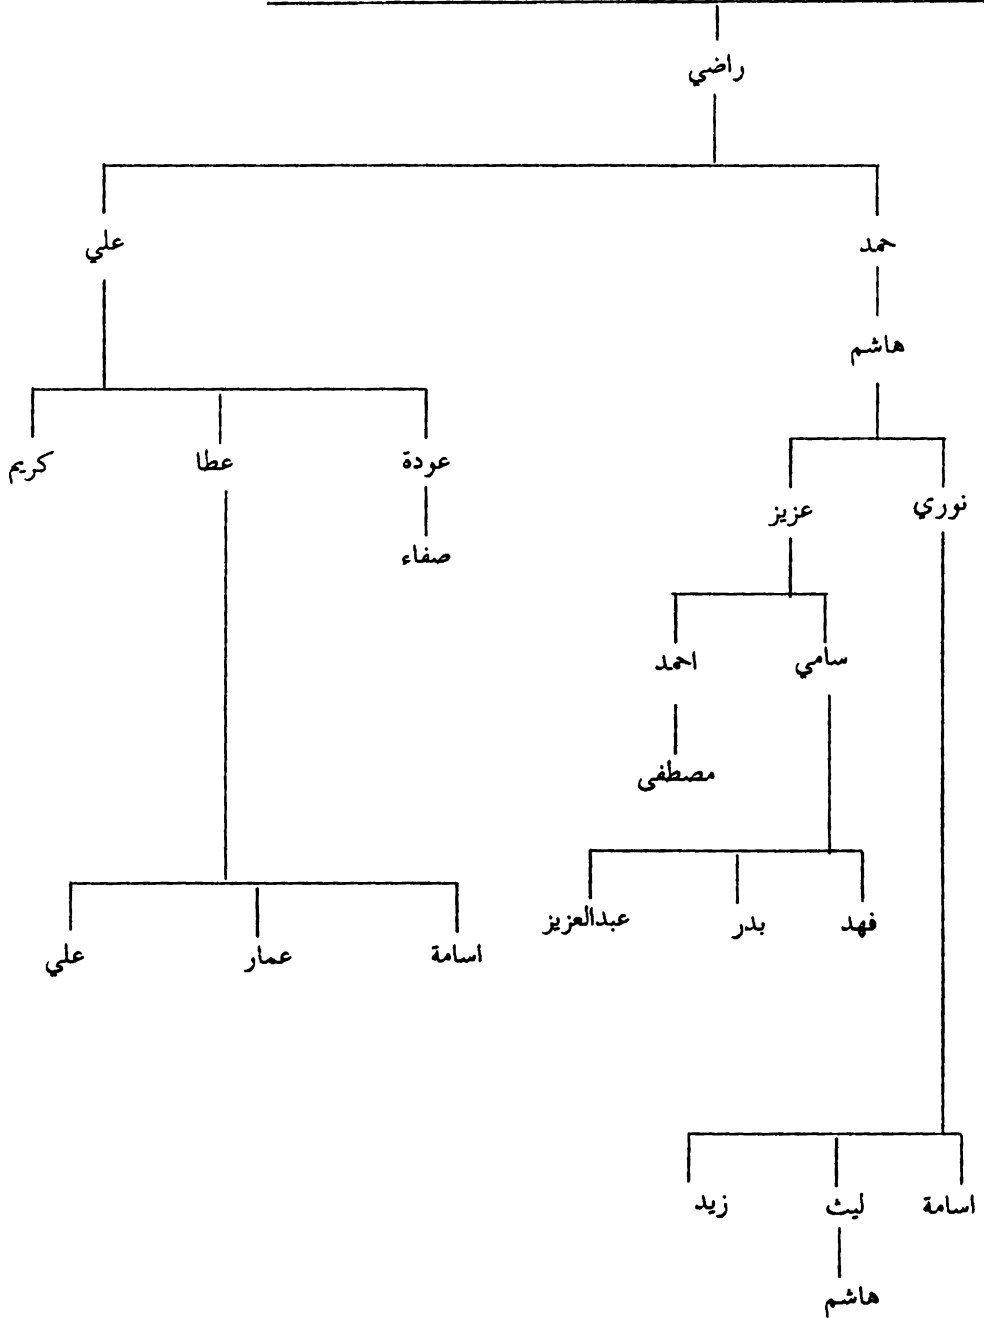 راضي
حمد علي
هاشم
عودة عطا كريم
نوري عزيز
صفاء
سامي احمد
مصطفى
فهد بدر عبدالعزيز
اسامة عمار علي
اسامة ليث زيد
هاشم